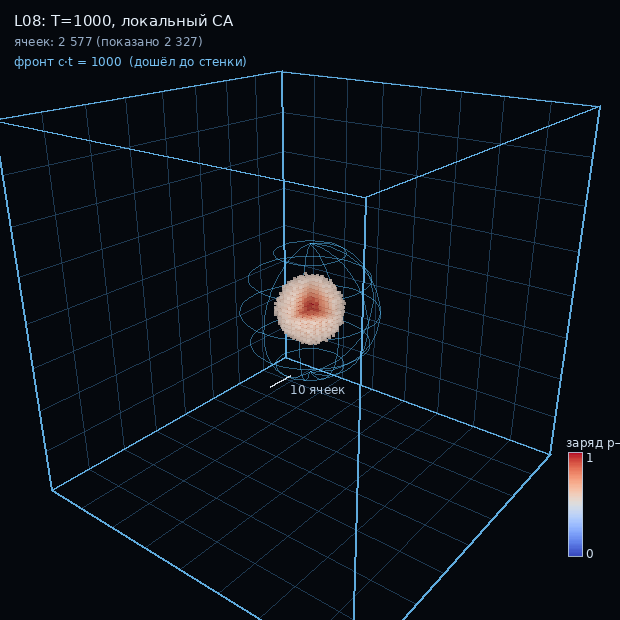 L08: T=1000, локальный CA
ячеек: 2 577 (показано 2 327)
фронт c·t = 1000  (дошёл до стенки)
10 ячеек
заряд p−
1
0